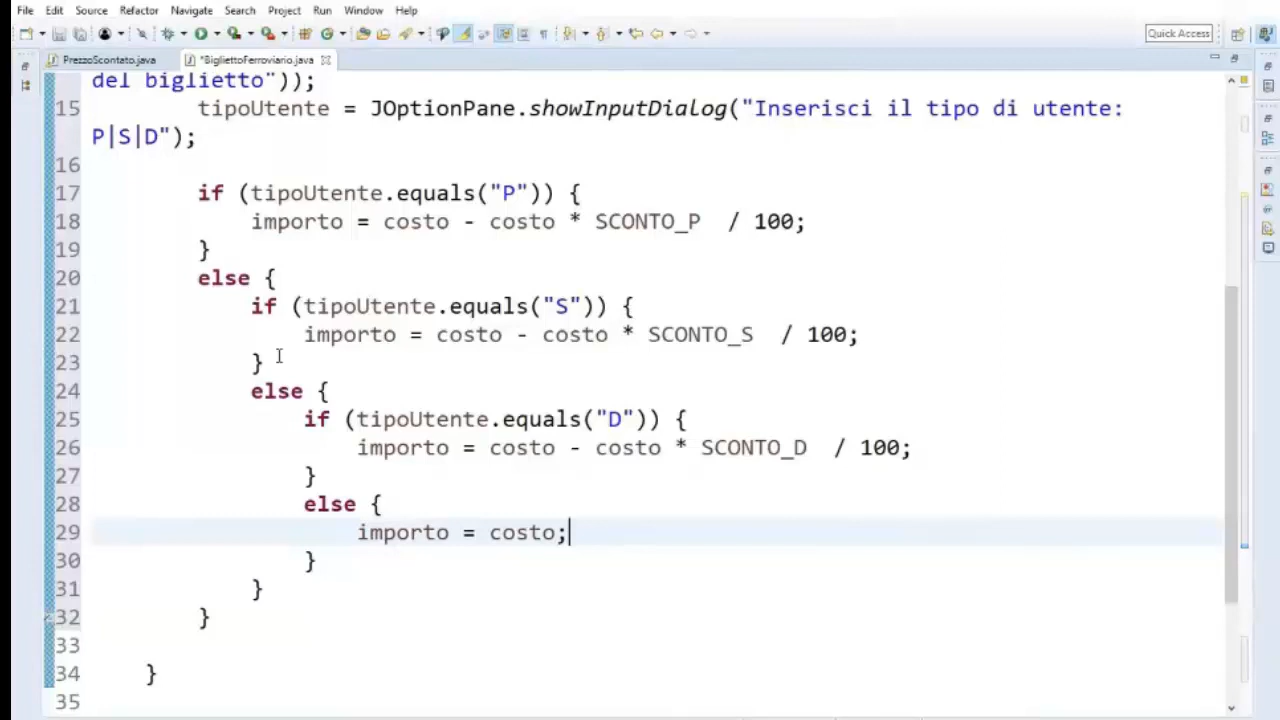 File Edit Source Refactor Navigate Search Project Run Window Help
Quick Access
PrezzoScontato.java *BigliettoFerroviario.java
del biglietto"));
15 tipoUtente = JOptionPane.showInputDialog("Inserisci il tipo di utente:
P|S|D");
16
17 if (tipoUtente.equals("P")) {
18 importo = costo - costo * SCONTO_P / 100;
19 }
20 else {
21 if (tipoUtente.equals("S")) {
22 importo = costo - costo * SCONTO_S / 100;
23 }
24 else {
25 if (tipoUtente.equals("D")) {
26 importo = costo - costo * SCONTO_D / 100;
27 }
28 else {
29 importo = costo;
30 }
31 }
32 }
33
34 }
35